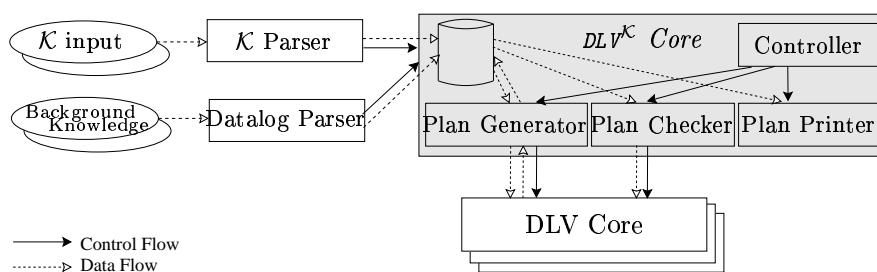 𝒦 input
𝒦 Parser
DLV^𝒦 Core
Controller
Background
Knowledge
Datalog Parser
Plan Generator
Plan Checker
Plan Printer
DLV Core
Control Flow
Data Flow